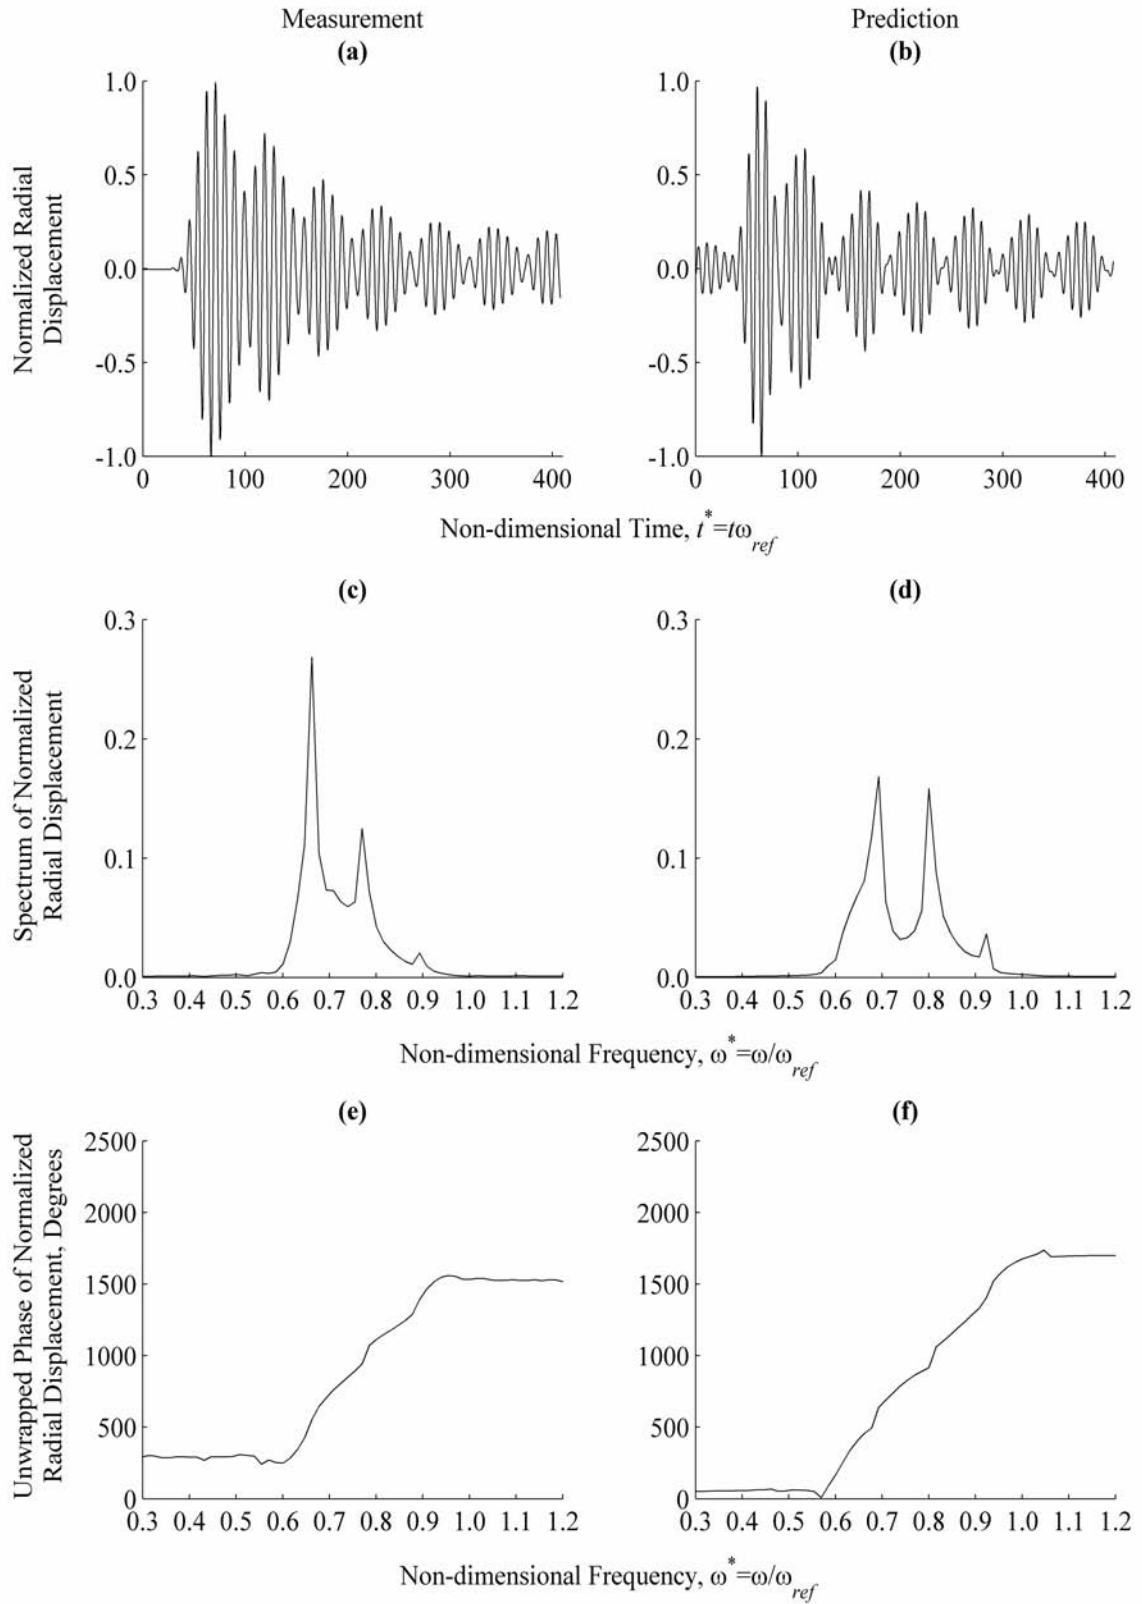 Measurement
Prediction
(a)
(b)
Normalized Radial
Displacement
1.0
0.5
0.0
-0.5
-1.0
0 100 200 300 400
1.0
0.5
0.0
-0.5
-1.0
0 100 200 300 400
Non-dimensional Time, t*=tω_ref
(c)
(d)
Spectrum of Normalized
Radial Displacement
0.3
0.2
0.1
0.0
0.3 0.4 0.5 0.6 0.7 0.8 0.9 1.0 1.1 1.2
0.3
0.2
0.1
0.0
0.3 0.4 0.5 0.6 0.7 0.8 0.9 1.0 1.1 1.2
Non-dimensional Frequency, ω*=ω/ω_ref
(e)
(f)
Unwrapped Phase of Normalized
Radial Displacement, Degrees
2500
2000
1500
1000
500
0
0.3 0.4 0.5 0.6 0.7 0.8 0.9 1.0 1.1 1.2
2500
2000
1500
1000
500
0
0.3 0.4 0.5 0.6 0.7 0.8 0.9 1.0 1.1 1.2
Non-dimensional Frequency, ω*=ω/ω_ref